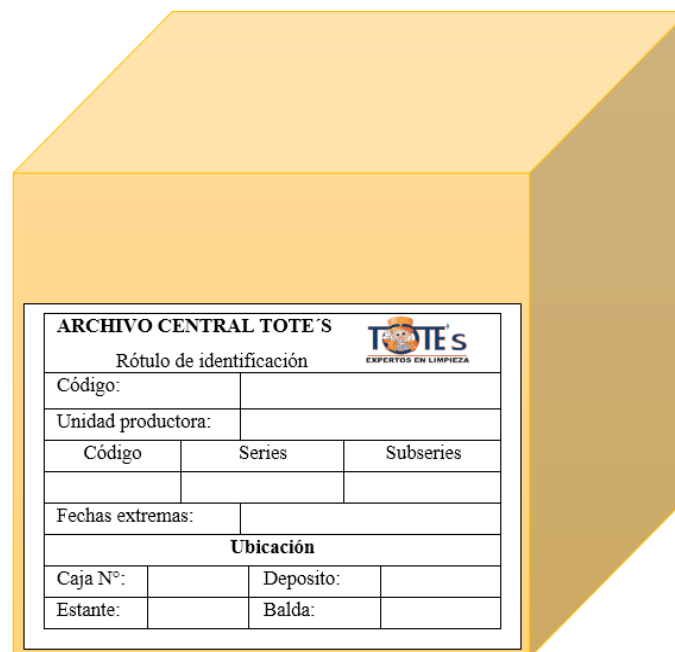 ARCHIVO CENTRAL TOTE´S
TOTE's
EXPERTOS EN LIMPIEZA
Rótulo de identificación
Código:
Unidad productora:
Código Series Subseries
Fechas extremas:
Ubicación
Caja N°: Deposito:
Estante: Balda: